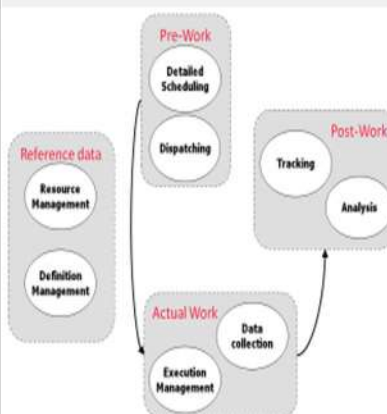 Pre-Work
Detailed
Scheduling
Dispatching
Reference data
Resource
Management
Definition
Management
Post-Work
Tracking
Analysis
Actual Work
Data
collection
Execution
Management